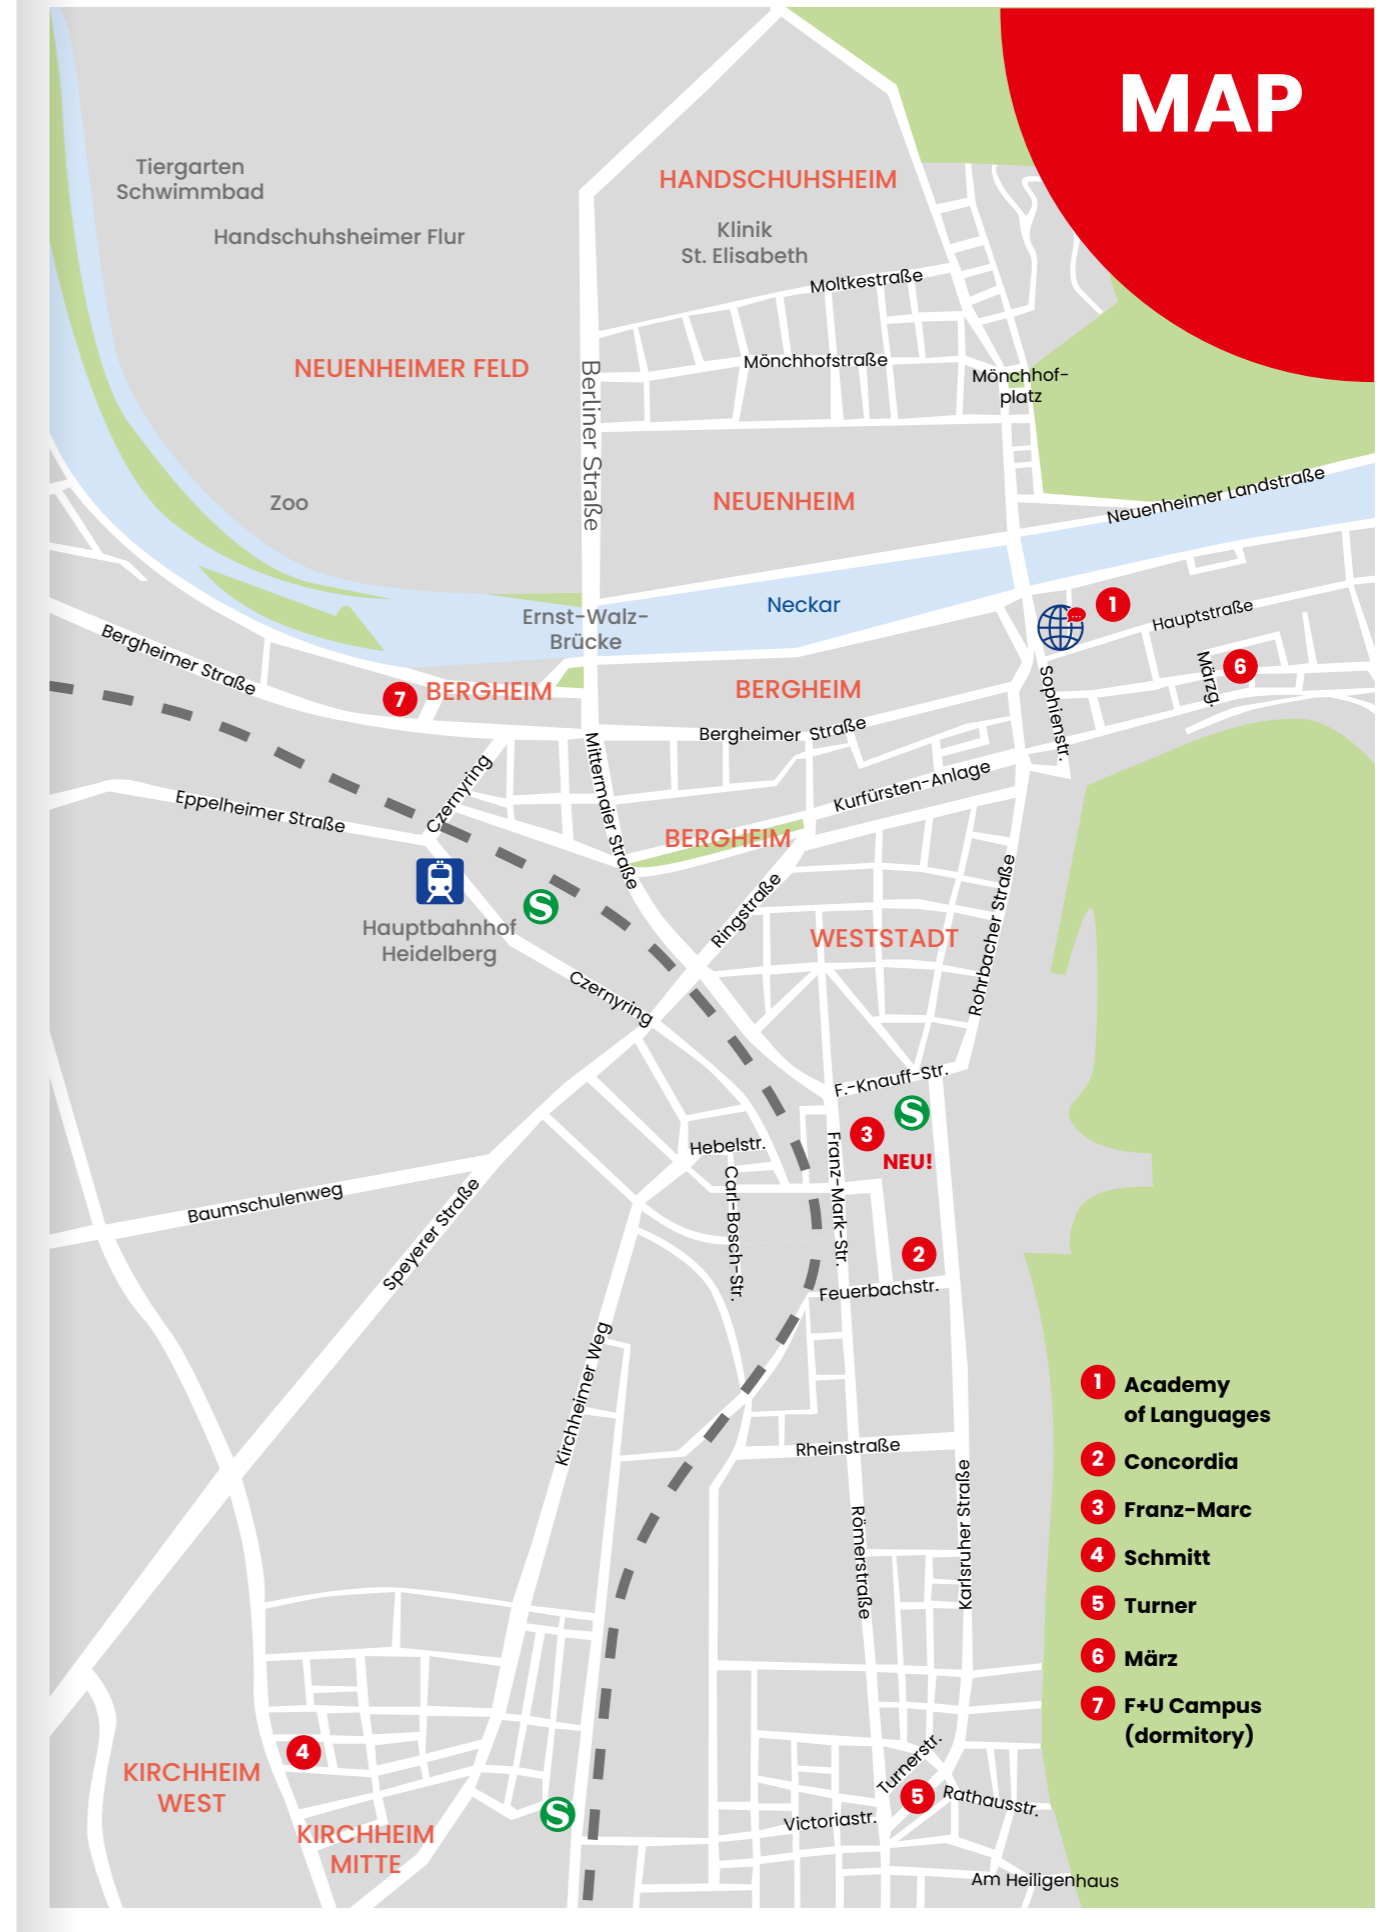 MAP
Tiergarten
Schwimmbad
HANDSCHUHSHEIM
Handschuhsheimer Flur
Klinik
St. Elisabeth
Moltkestraße
NEUENHEIMER FELD
Berliner Straße
Mönchhofstraße
Mönchhof-
platz
Zoo
NEUENHEIM
Neuenheimer Landstraße
Ernst-Walz-
Brücke
Neckar
1
Hauptstraße
Bergheimer Straße
7
BERGHEIM
BERGHEIM
Sophienstr.
Märzg.
6
Bergheimer Straße
Czernyring
Mittermaier Straße
Kurfürsten-Anlage
Eppelheimer Straße
BERGHEIM
S
Hauptbahnhof
Heidelberg
Ringstraße
WESTSTADT
Rohrbacher Straße
Czernyring
F.-Knauff-Str.
S
3
NEU!
Hebelstr.
Carl-Bosch-Str.
Franz-Mark-Str.
Baumschulenweg
Speyerer Straße
2
Feuerbachstr.
Kirchheimer Weg
Rheinstraße
Römerstraße
Karlsruher Straße
1 Academy
of Languages
2 Concordia
3 Franz-Marc
4 Schmitt
5 Turner
6 März
7 F+U Campus
(dormitory)
4
KIRCHHEIM
WEST
KIRCHHEIM
MITTE
S
Turnerstr.
5
Rathausstr.
Victoriastr.
Am Heiligenhaus